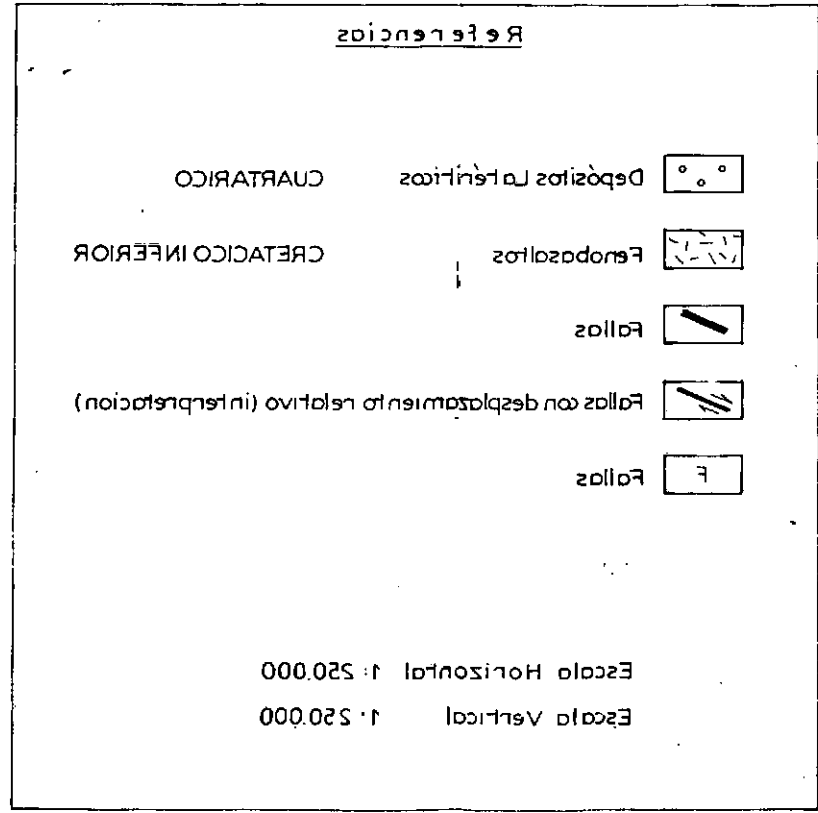 Referencias
Depósitos Lateríticos CUARTARICO
Fenobasaltos CRETACICO INFERIOR
Fallas
Fallas con desplazamiento relativo (interpretacion)
F Fallas
Escala Horizontal 1: 250.000
Escala Vertical 1: 250.000